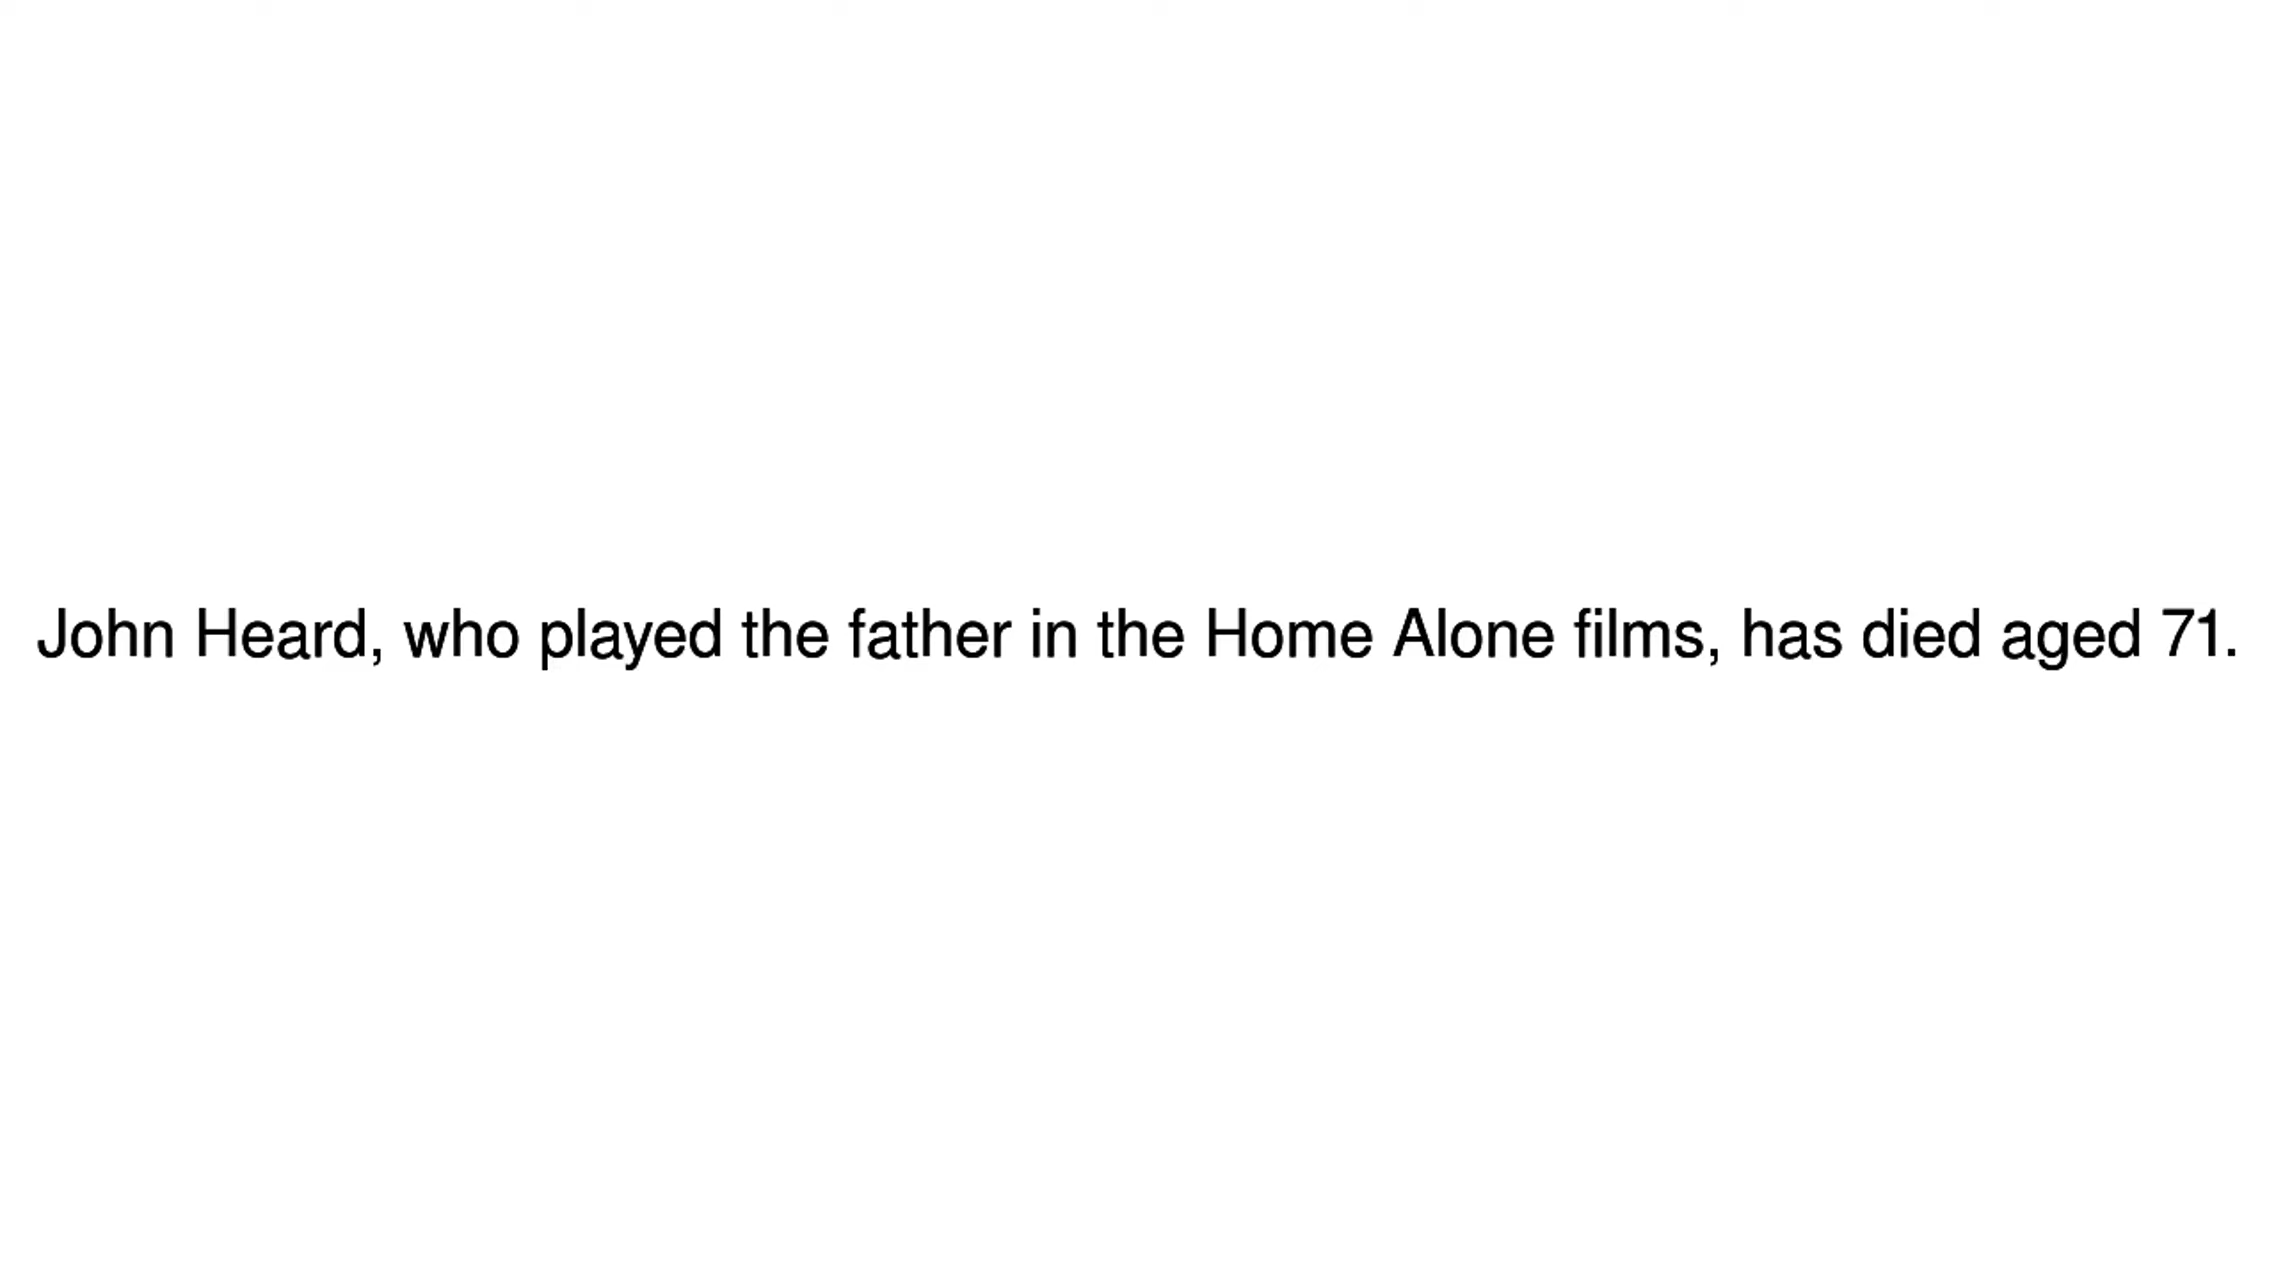 John Heard, who played the father in the Home Alone films, has died aged 71.